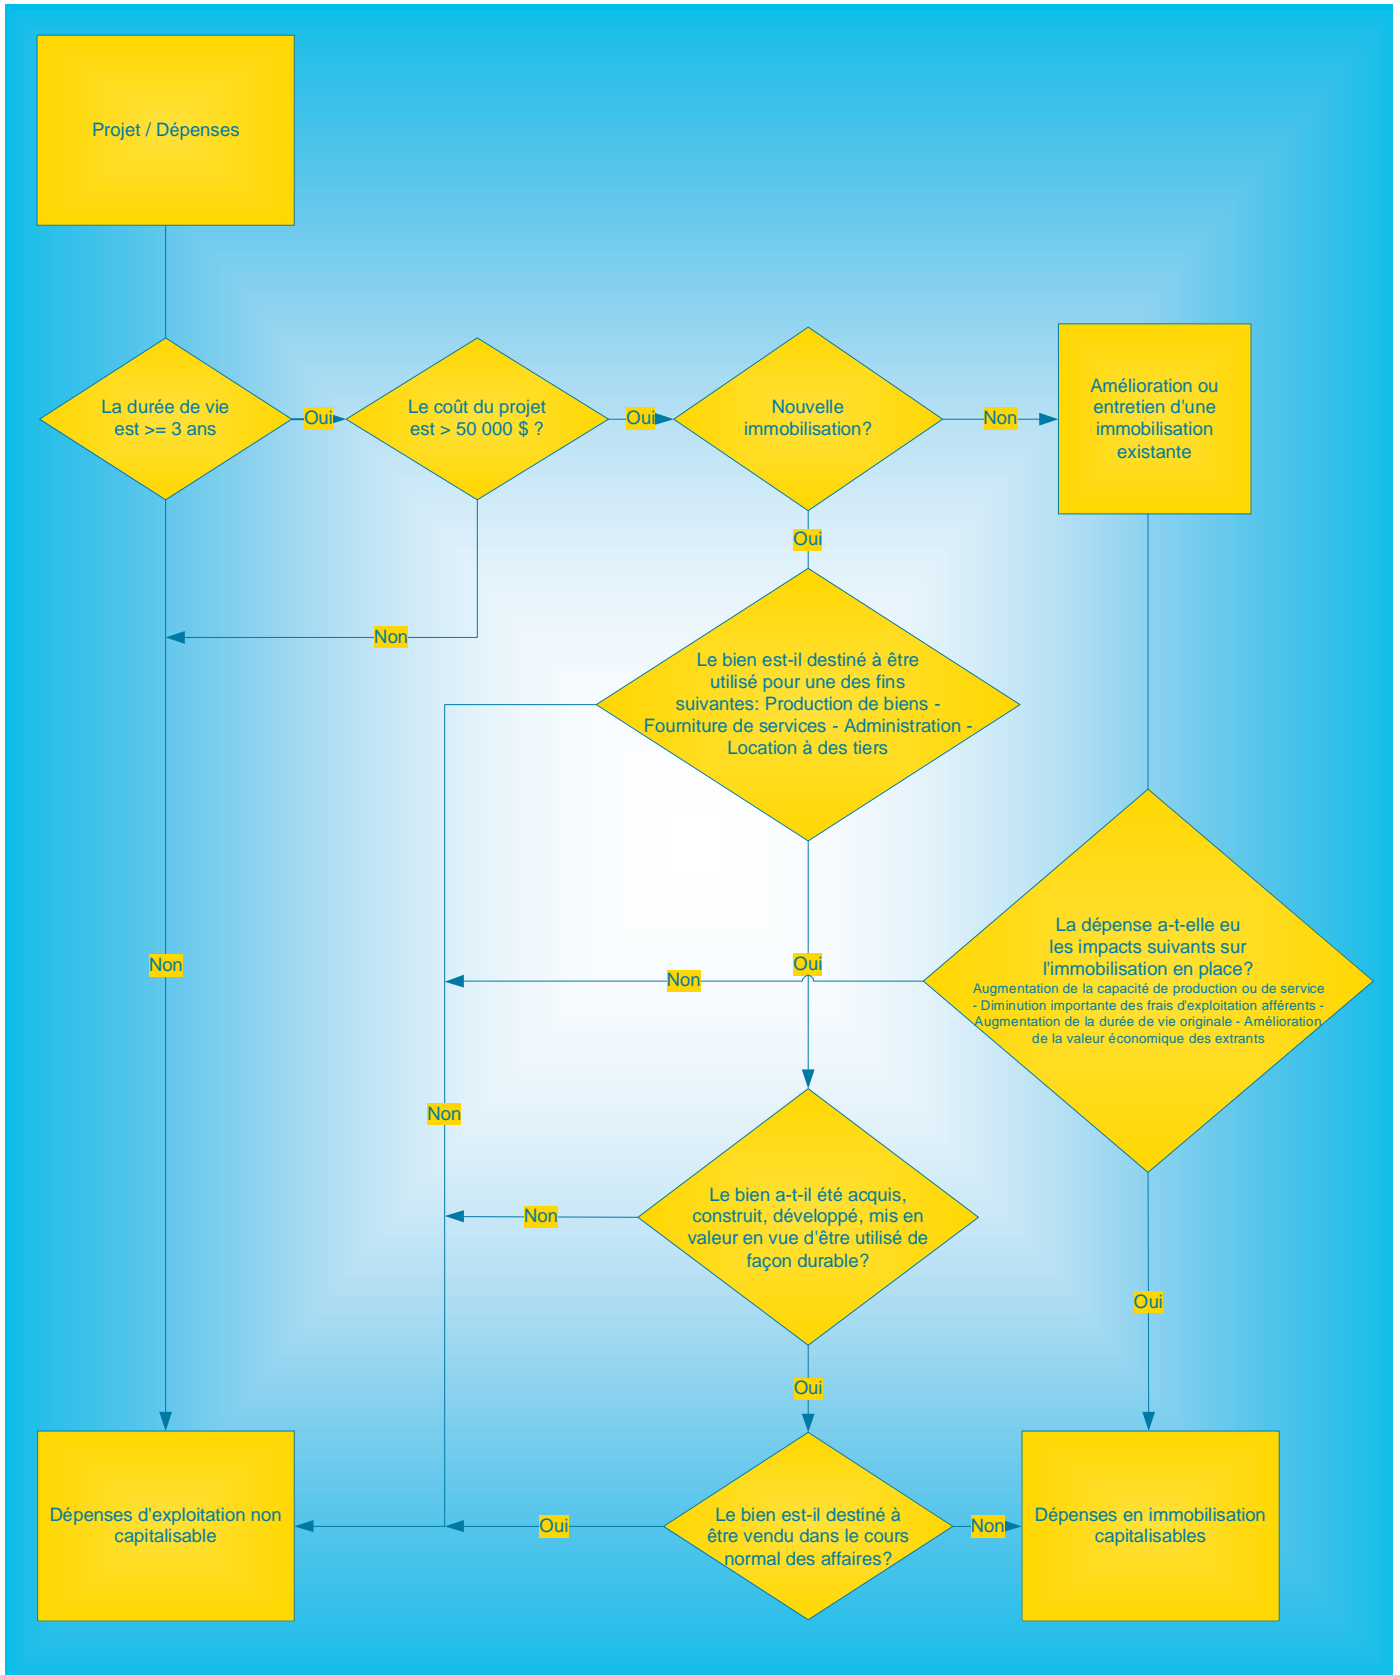 Projet / Dépenses
La durée de vie
est >= 3 ans
Oui
Le coût du projet
est > 50 000 $ ?
Oui
Nouvelle
immobilisation?
Non
Amélioration ou
entretien d'une
immobilisation
existante
Oui
Non
Le bien est-il destiné à être
utilisé pour une des fins
suivantes: Production de biens -
Fourniture de services - Administration -
Location à des tiers
Non
Non
Oui
La dépense a-t-elle eu
les impacts suivants sur
l'immobilisation en place?
Augmentation de la capacité de production ou de service
- Diminution importante des frais d'exploitation afférents -
Augmentation de la durée de vie originale - Amélioration
de la valeur économique des extrants
Non
Non
Le bien a-t-il été acquis,
construit, développé, mis en
valeur en vue d'être utilisé de
façon durable?
Oui
Oui
Dépenses d'exploitation non
capitalisable
Oui
Le bien est-il destiné à
être vendu dans le cours
normal des affaires?
Non
Dépenses en immobilisation
capitalisables